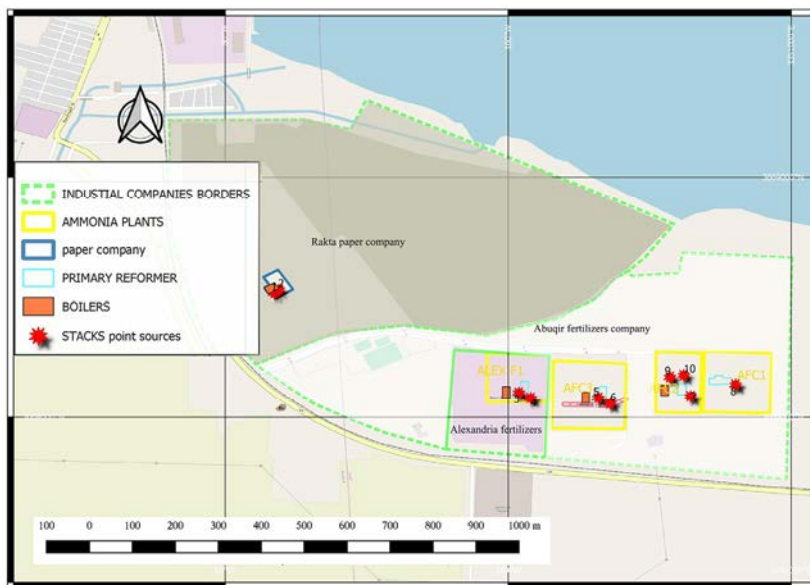 INDUSTIAL COMPANIES BORDERS
AMMONIA PLANTS
paper company
PRIMARY REFORMER
BOILERS
STACKS point sources
Rakta paper company
2
Abuqir fertilizers company
ALEX F1
9
10
AFC1
5
6
8
Alexandria fertilizers
100 0 100 200 300 400 500 600 700 800 900 1000 m